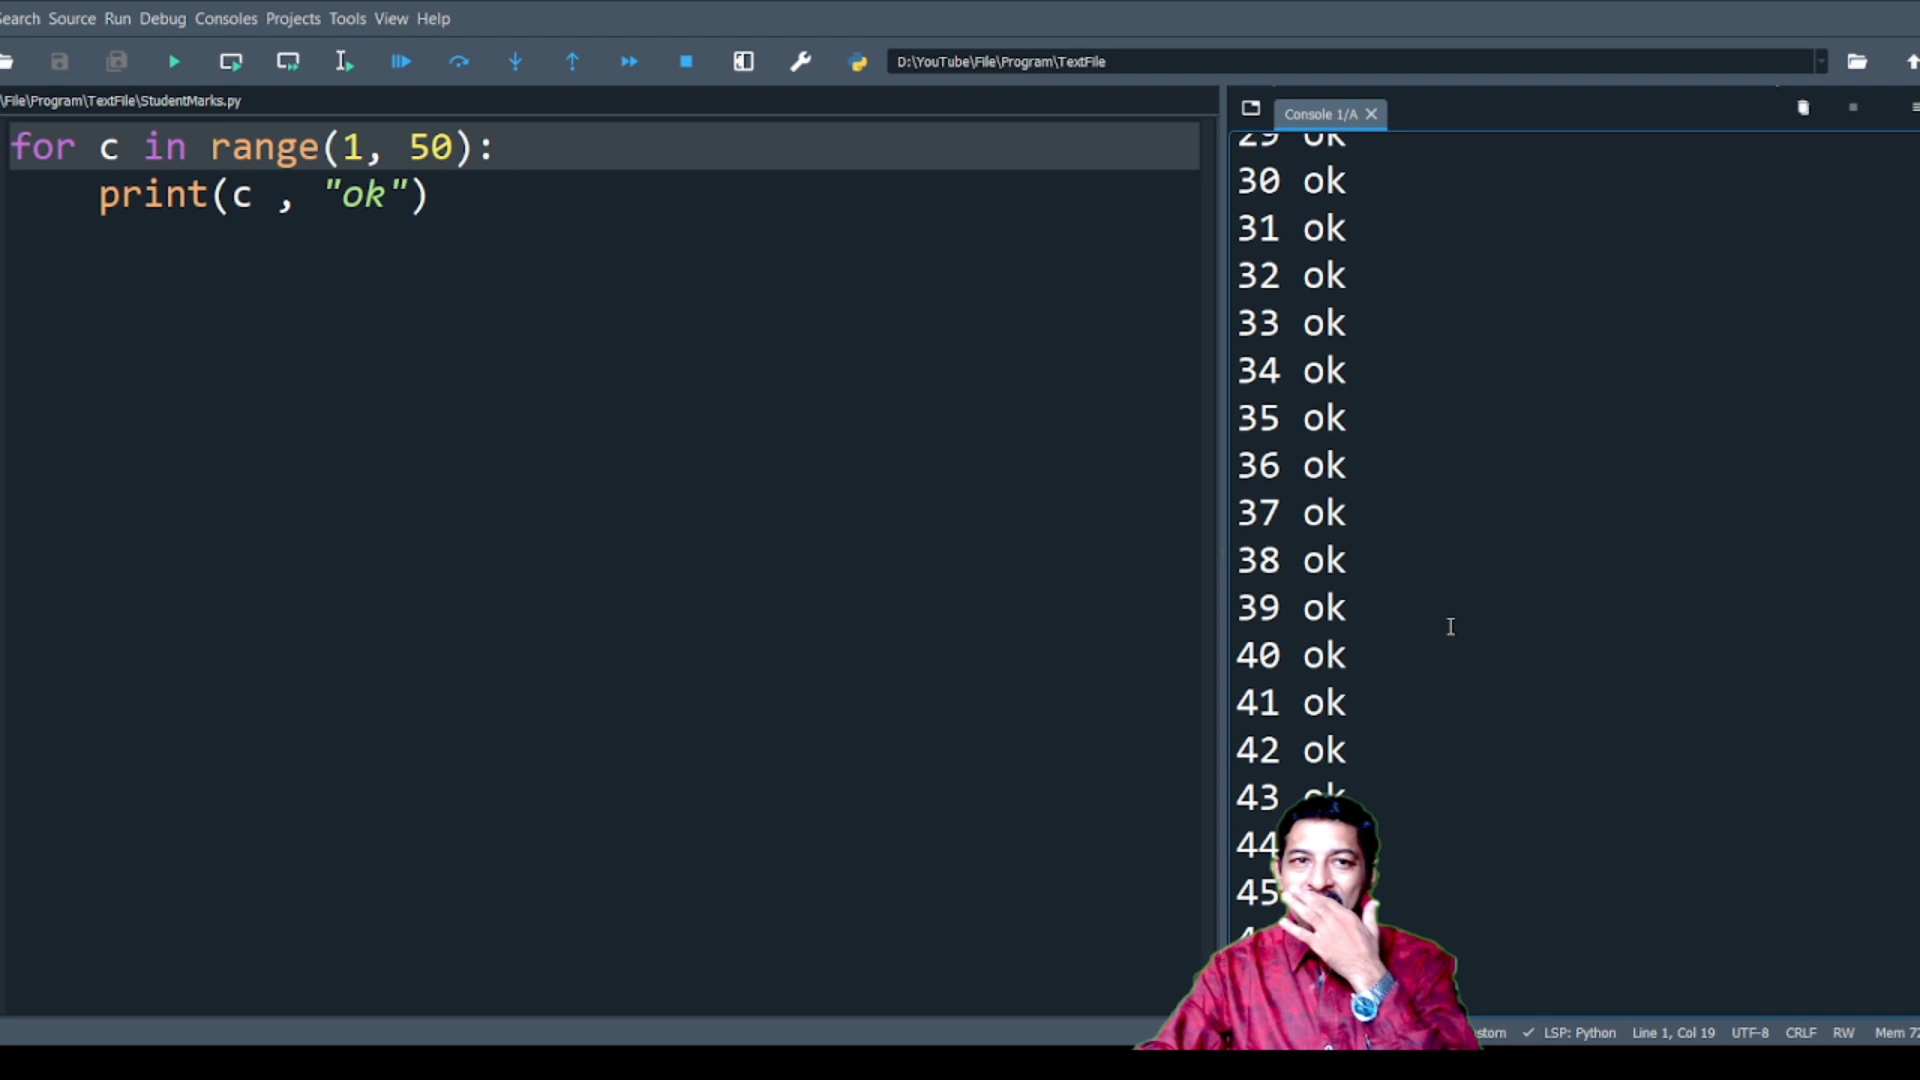 Search Source Run Debug Consoles Projects Tools View Help
D:\YouTube\File\Program\TextFile
\File\Program\TextFile\StudentMarks.py
for c in range(1, 50):
print(c , "ok")
Console 1/A
29 ok
30 ok
31 ok
32 ok
33 ok
34 ok
35 ok
36 ok
37 ok
38 ok
39 ok
40 ok
41 ok
42 ok
43 ok
44
45
LSP: Python Line 1, Col 19 UTF-8 CRLF RW Mem